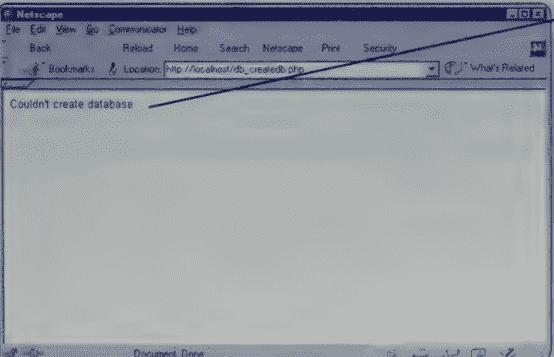 Netscape
File Edit View Go Communicator Help
Back Reload Home Search Netscape Print Security
Bookmarks Location: http://localhost/db_createdb.php What's Related
Couldn't create database
Document Done